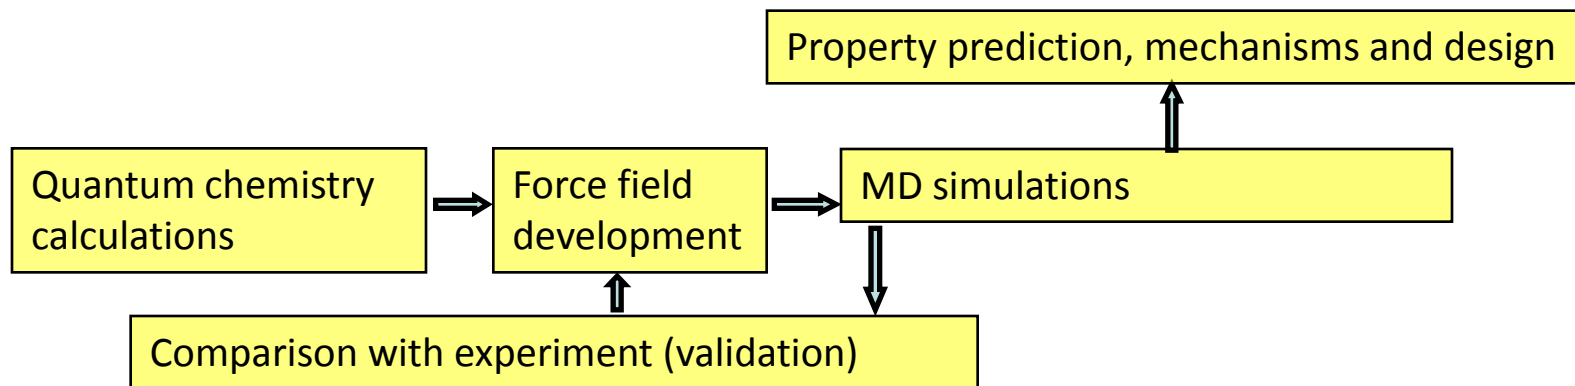 Property prediction, mechanisms and design
Quantum chemistry
calculations
Force field
development
MD simulations
Comparison with experiment (validation)